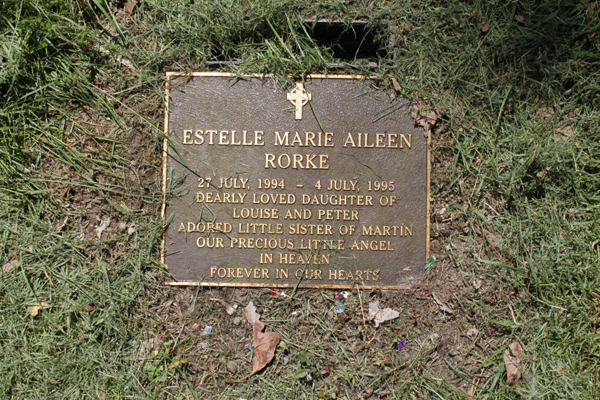 ESTELLE MARIE AILEEN
RORKE
27 JULY, 1994 - 4 JULY, 1995
DEARLY LOVED DAUGHTER OF
LOUISE AND PETER
ADORED LITTLE SISTER OF MARTIN
OUR PRECIOUS LITTLE ANGEL
IN HEAVEN
FOREVER IN OUR HEARTS